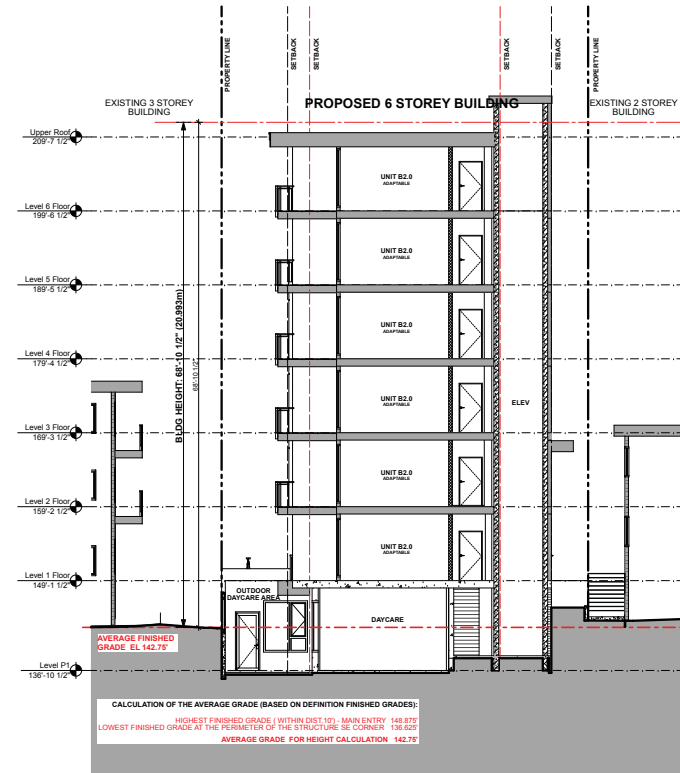 PROPERTY LINE
SETBACK
SETBACK
SETBACK
SETBACK
PROPERTY LINE
EXISTING 3 STOREY
BUILDING
PROPOSED 6 STOREY BUILDING
EXISTING 2 STOREY
BUILDING
Upper Roof
209'-7 1/2"
UNIT B2.0
ADAPTABLE
Level 6 Floor
199'-6 1/2"
UNIT B2.0
ADAPTABLE
Level 5 Floor
189'-5 1/2"
UNIT B2.0
ADAPTABLE
Level 4 Floor
179'-4 1/2"
BLDG HEIGHT: 68'-10 1/2" (20.993m)
68'-10 1/2"
UNIT B2.0
ADAPTABLE
ELEV
Level 3 Floor
169'-3 1/2"
UNIT B2.0
ADAPTABLE
Level 2 Floor
159'-2 1/2"
UNIT B2.0
ADAPTABLE
Level 1 Floor
149'-1 1/2"
OUTDOOR
DAYCARE AREA
DAYCARE
AVERAGE FINISHED
GRADE EL 142.75'
Level P1
136'-10 1/2"
CALCULATION OF THE AVERAGE GRADE (BASED ON DEFINITION FINISHED GRADES):
HIGHEST FINISHED GRADE ( WITHIN DIST.10') - MAIN ENTRY 148.875'
LOWEST FINISHED GRADE AT THE PERIMETER OF THE STRUCTURE SE CORNER 136.625'
AVERAGE GRADE FOR HEIGHT CALCULATION 142.75'